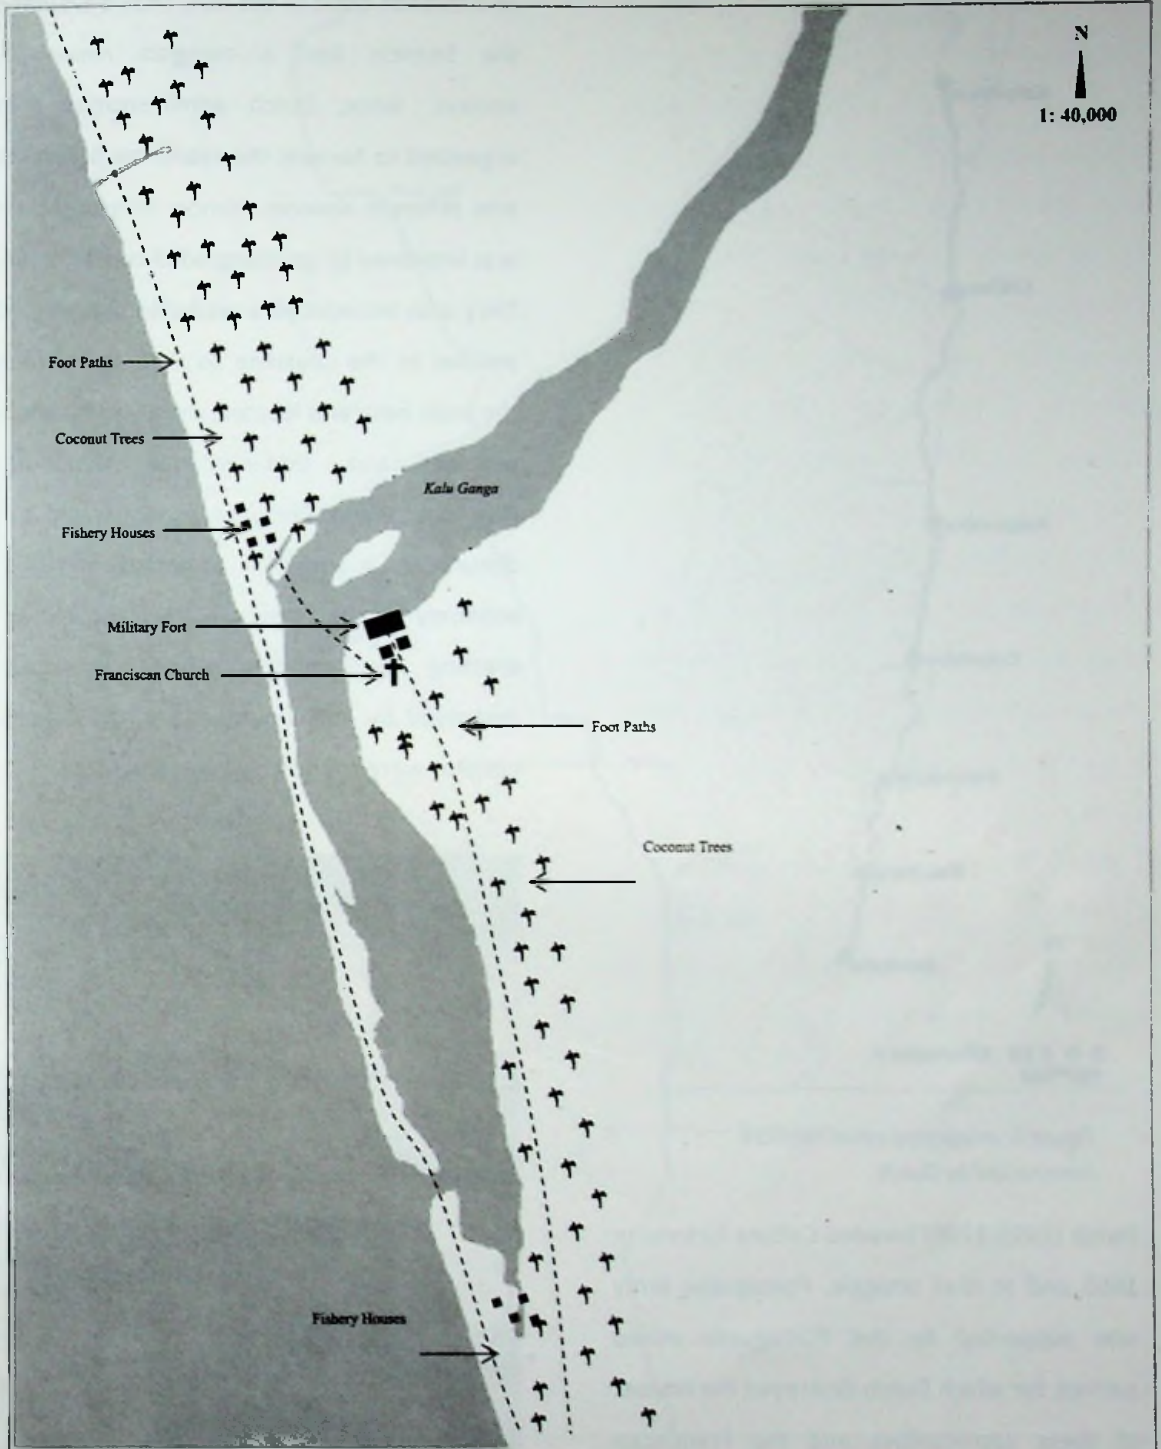 N
1: 40,000
Foot Paths
Coconut Trees
Kalu Ganga
Fishery Houses
Military Fort
Franciscan Church
Foot Paths
Coconut Trees
Fishery Houses